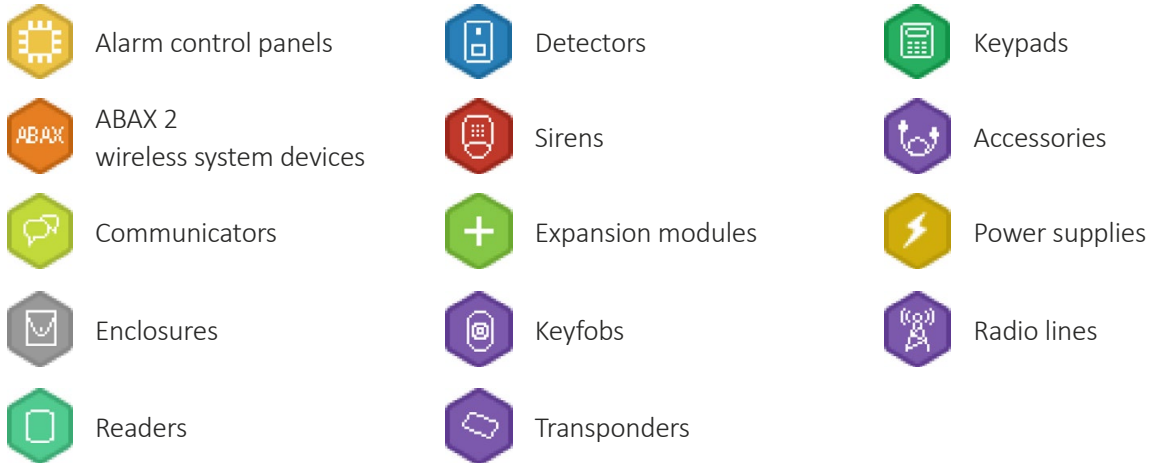 Alarm control panels
Detectors
Keypads
ABAX
ABAX 2
wireless system devices
Sirens
Accessories
Communicators
Expansion modules
Power supplies
Enclosures
Keyfobs
Radio lines
Readers
Transponders